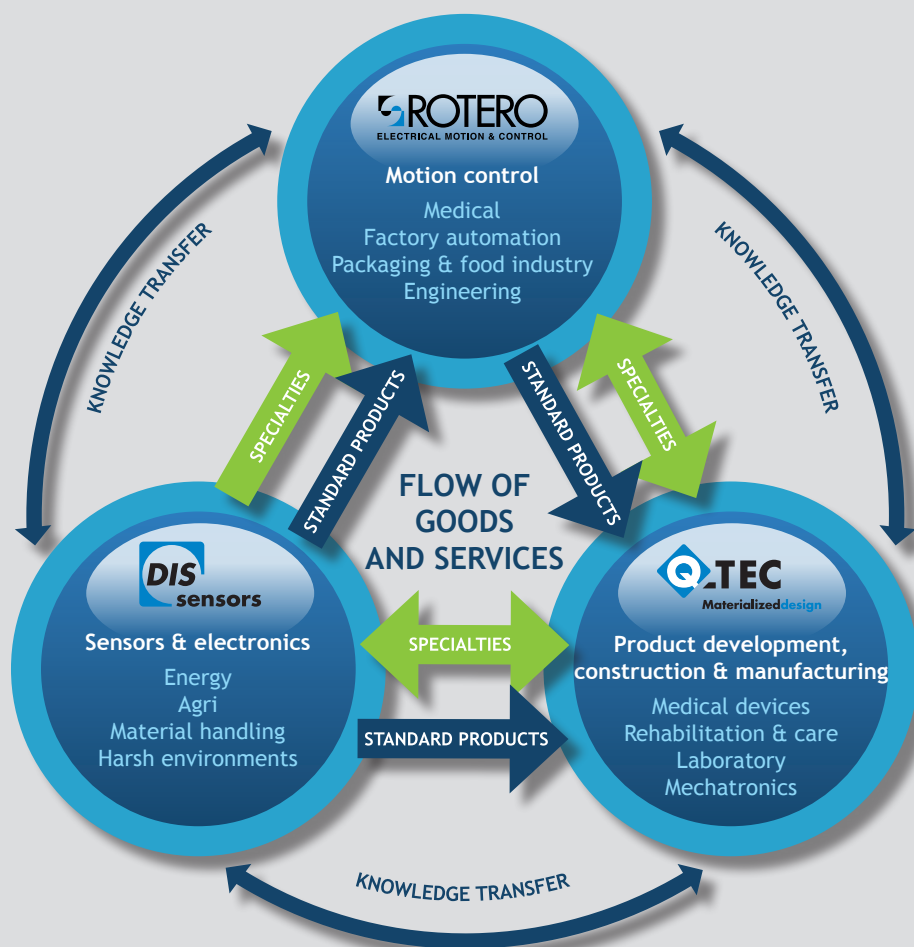 ROTERO
ELECTRICAL MOTION & CONTROL
Motion control
Medical
Factory automation
Packaging & food industry
Engineering
KNOWLEDGE TRANSFER
KNOWLEDGE TRANSFER
SPECIALTIES
STANDARD PRODUCTS
STANDARD PRODUCTS
SPECIALTIES
FLOW OF
GOODS
AND SERVICES
DIS
sensors
Sensors & electronics
Energy
Agri
Material handling
Harsh environments
SPECIALTIES
STANDARD PRODUCTS
Q-TEC
Materializeddesign
Product development,
construction & manufacturing
Medical devices
Rehabilitation & care
Laboratory
Mechatronics
KNOWLEDGE TRANSFER